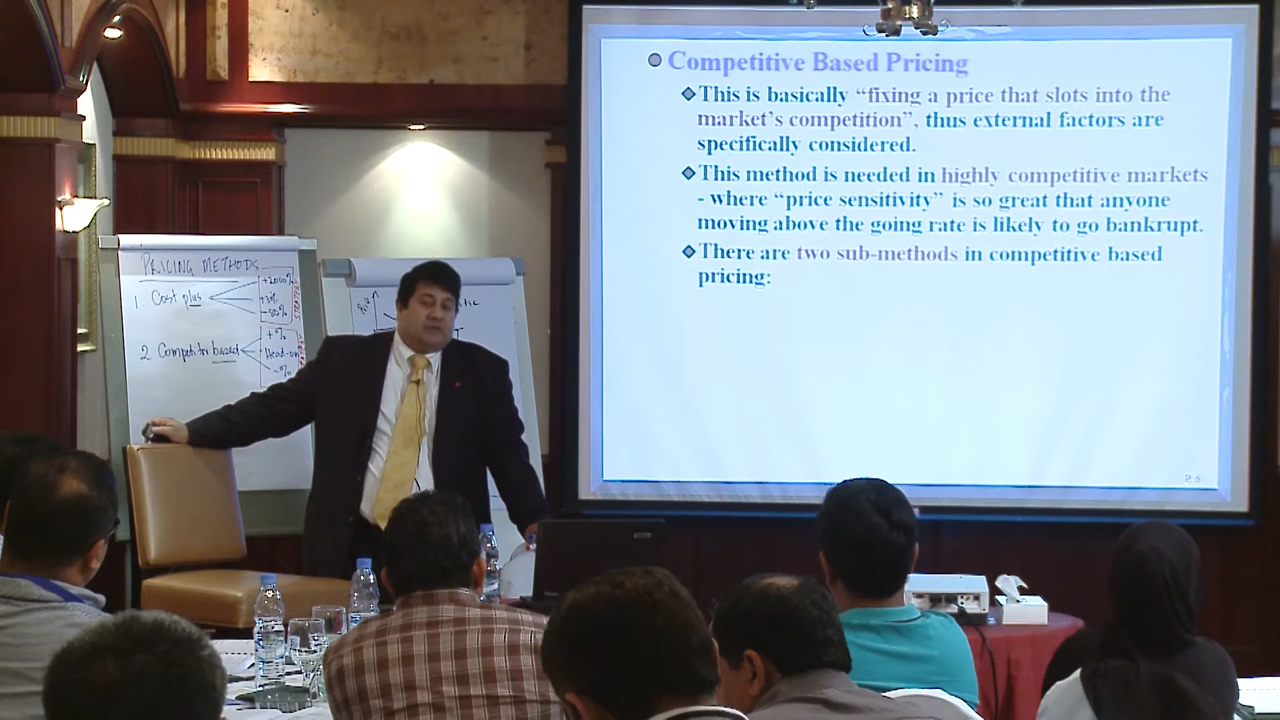 Competitive Based Pricing
This is basically “fixing a price that slots into the
market’s competition”, thus external factors are
specifically considered.
This method is needed in highly competitive markets
- where “price sensitivity” is so great that anyone
moving above the going rate is likely to go bankrupt.
There are two sub-methods in competitive based
pricing:
PRICING METHODS
1. Cost plus
+3%
2 Competitor based
+%
Head-on
-%